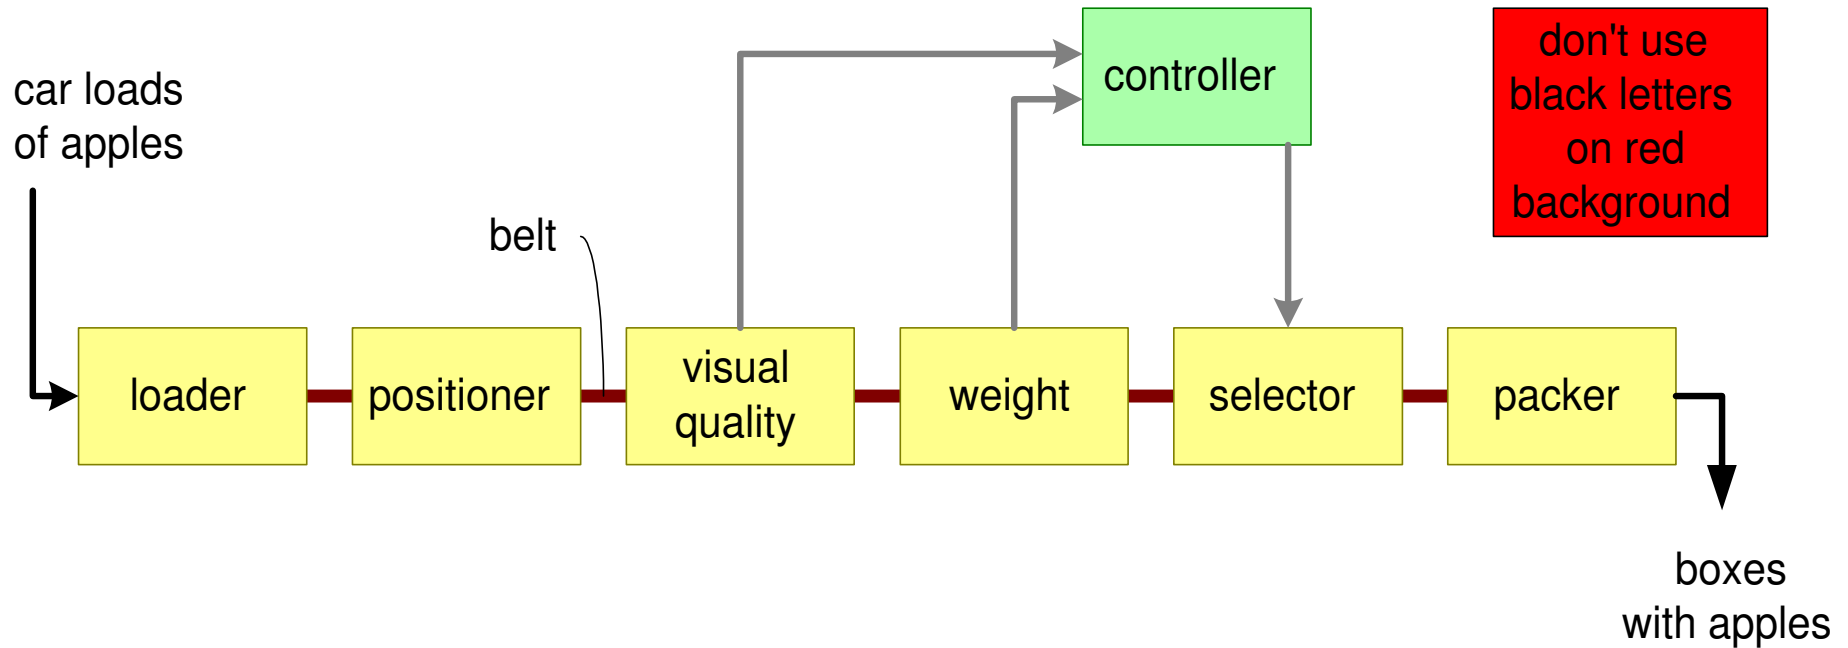 car loads
of apples
controller
don't use
black letters
on red
background
belt
loader
positioner
visual
quality
weight
selector
packer
boxes
with apples